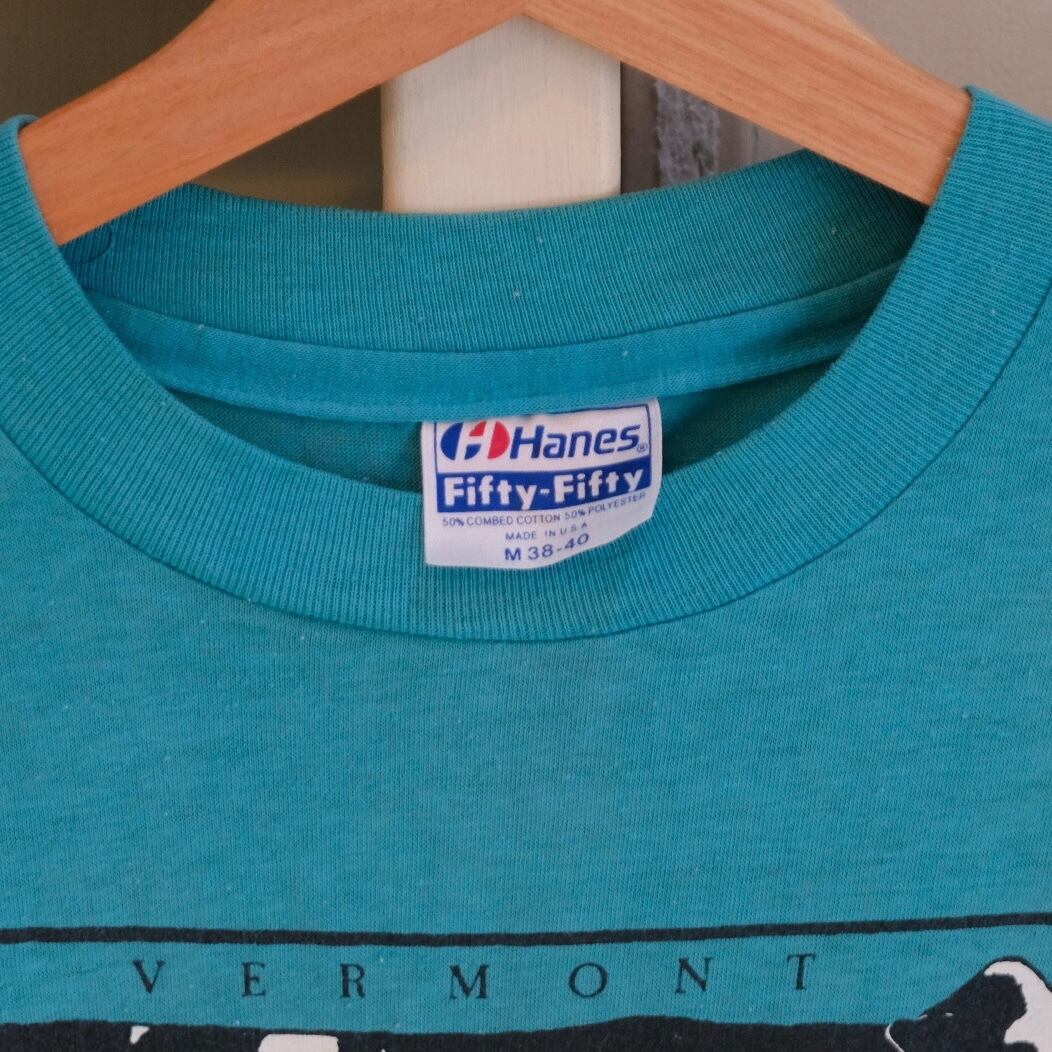 Hanes®
Fifty-Fifty
50% COMBED COTTON 50% POLYESTER
MADE IN U.S.A
M 38-40
VERMONT